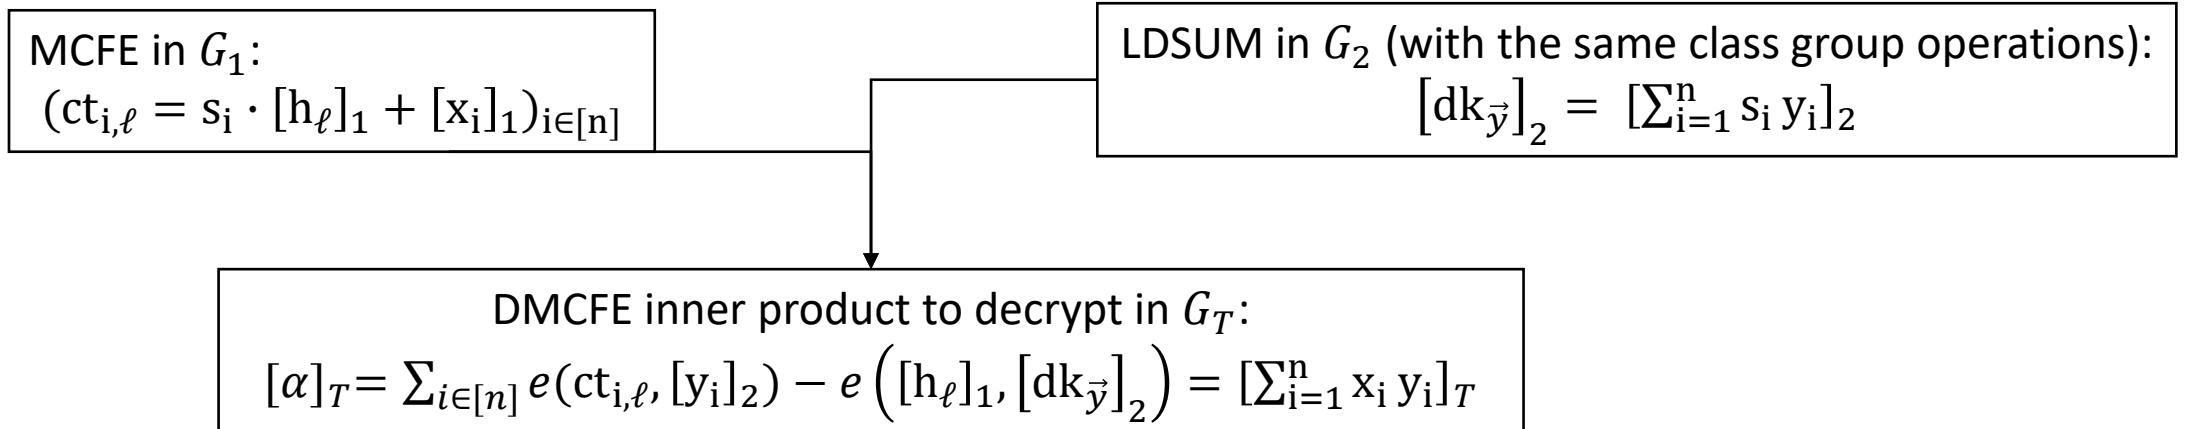 MCFE in G₁:
(ct_{i,ℓ} = s_i · [h_ℓ]_1 + [x_i]_1)_{i∈[n]}
LDSUM in G₂ (with the same class group operations):
[dk_{\vec{y}}]_2 = [∑_{i=1}^{n} s_i y_i]_2
DMCFE inner product to decrypt in G_T:
[α]_T = ∑_{i∈[n]} e(ct_{i,ℓ}, [y_i]_2) − e([h_ℓ]_1, [dk_{\vec{y}}]_2) = [∑_{i=1}^{n} x_i y_i]_T